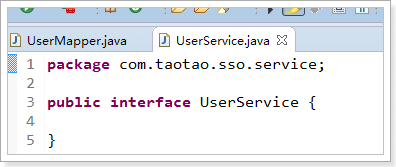 UserMapper.java UserService.java
1 package com.taotao.sso.service;
2
3 public interface UserService {
4
5 }